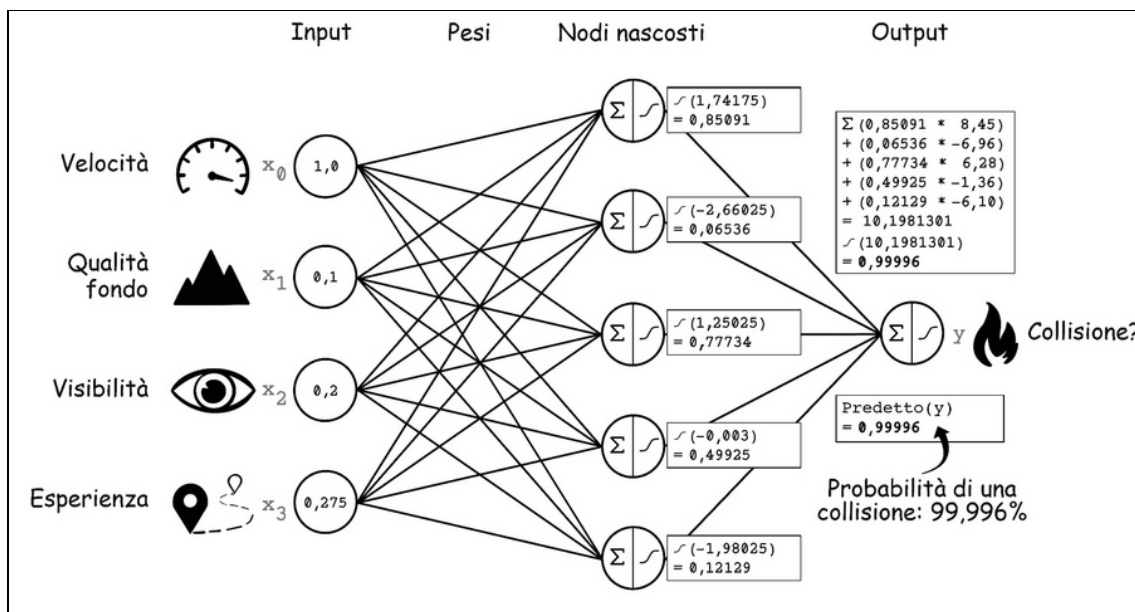 Input
Pesi
Nodi nascosti
Output
Velocità
x0
1,0
Qualità
fondo
x1
0,1
Visibilità
x2
0,2
Esperienza
x3
0,275
Σ
(1,74175)
= 0,85091
Σ
(-2,66025)
= 0,06536
Σ
(1,25025)
= 0,77734
Σ
(-0,003)
= 0,49925
Σ
(-1,98025)
= 0,12129
Σ (0,85091 * 8,45)
+ (0,06536 * -6,96)
+ (0,77734 * 6,28)
+ (0,49925 * -1,36)
+ (0,12129 * -6,10)
= 10,1981301
(10,1981301)
= 0,99996
Σ
y
Collisione?
Predetto(y)
= 0,99996
Probabilità di una
collisione: 99,996%